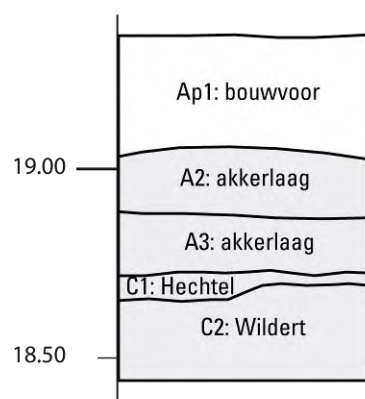 Ap1: bouwvoor
19.00
A2: akkerlaag
A3: akkerlaag
C1: Hechtel
C2: Wildert
18.50